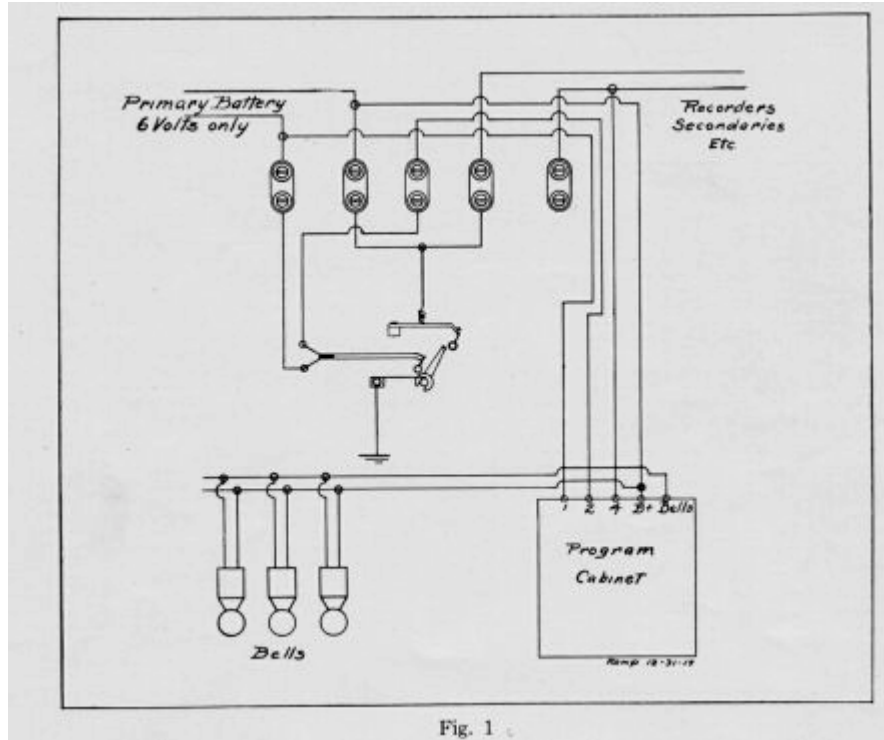 Primary Battery
6 Volts only
Recorders
Secondaries
Etc
1 2 4 B+ Bells
Program
Cabinet
Bells
Fig. 1